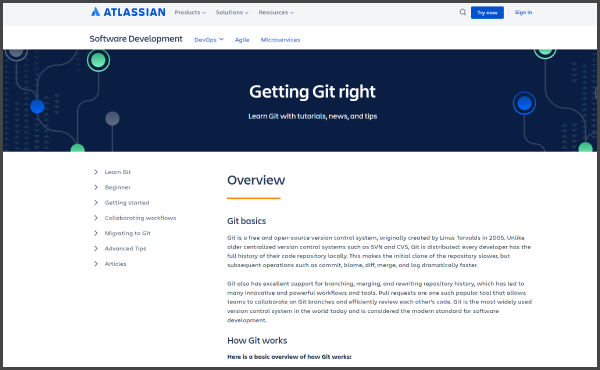 ATLASSIAN Products Solutions Resources Try now Sign in
Software Development DevOps Agile Microservices
Getting Git right
Learn Git with tutorials, news, and tips
Learn Git
Beginner
Getting started
Collaborating workflows
Migrating to Git
Advanced Tips
Articles
Overview
Git basics
Git is a free and open-source version control system, originally created by Linus Torvalds in 2005. Unlike
older centralized version control systems such as SVN and CVS, Git is distributed: every developer has the
full history of their code repository locally. This makes the initial clone of the repository slower, but
subsequent operations such as commit, blame, diff, merge, and log dramatically faster.
Git also has excellent support for branching, merging, and rewriting repository history, which has led to
many innovative and powerful workflows and tools. Pull requests are one such popular tool that allows
teams to collaborate on Git branches and efficiently review each other's code. Git is the most widely used
version control system in the world today and is considered the modern standard for software
development.
How Git works
Here is a basic overview of how Git works: